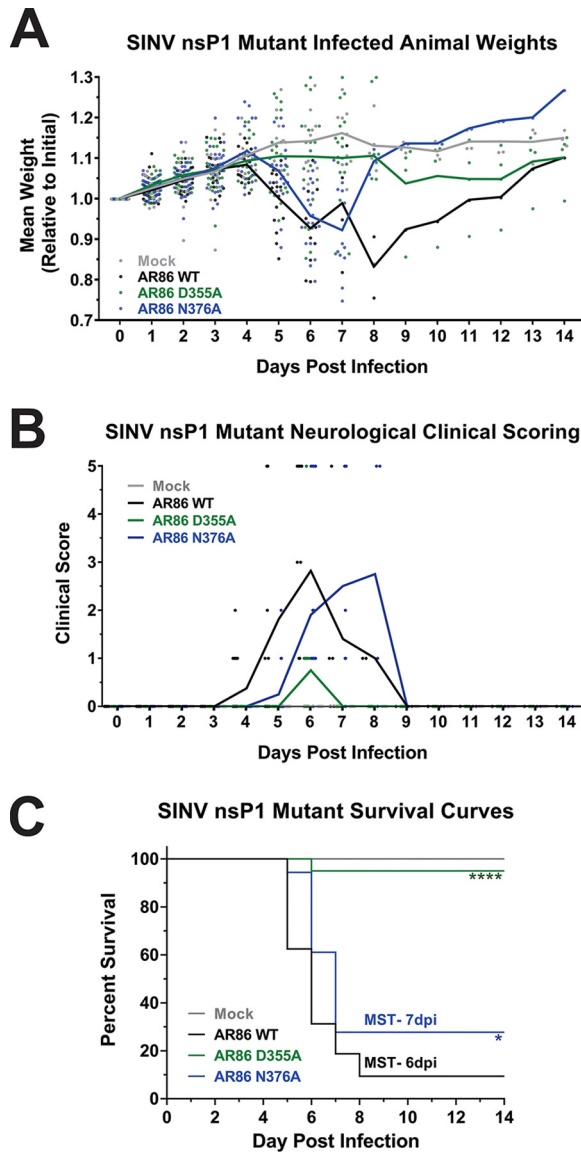 A
SINV nsP1 Mutant Infected Animal Weights
Mean Weight
(Relative to Initial)
1.3
1.2
1.1
1.0
0.9
0.8
0.7
Mock
AR86 WT
AR86 D355A
AR86 N376A
0 1 2 3 4 5 6 7 8 9 10 11 12 13 14
Days Post Infection
B
SINV nsP1 Mutant Neurological Clinical Scoring
Clinical Score
5
4
3
2
1
0
Mock
AR86 WT
AR86 D355A
AR86 N376A
0 1 2 3 4 5 6 7 8 9 10 11 12 13 14
Days Post Infection
C
SINV nsP1 Mutant Survival Curves
Percent Survival
100
80
60
40
20
0
****
Mock
AR86 WT
AR86 D355A
AR86 N376A
MST- 7dpi
*
MST- 6dpi
0 2 4 6 8 10 12 14
Day Post Infection